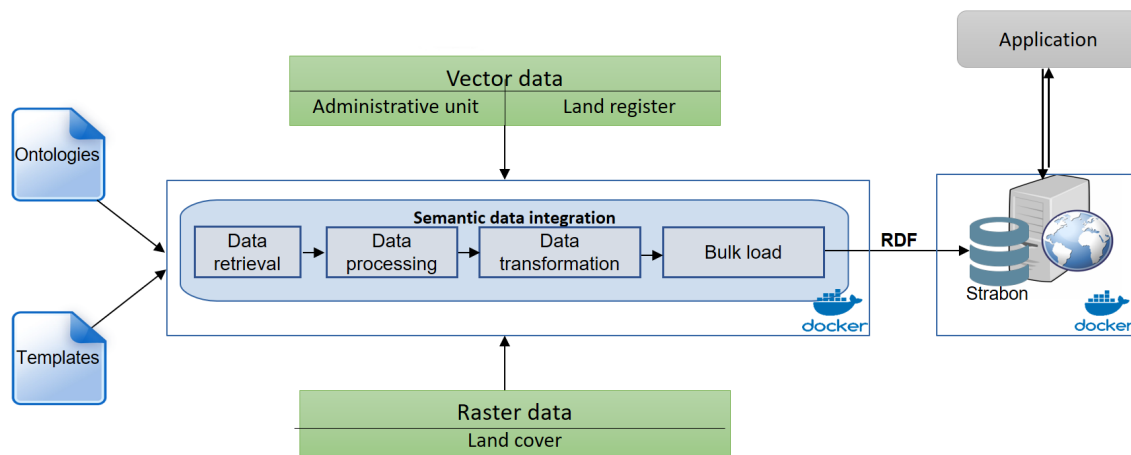 Application
Vector data
Administrative unit
Land register
Ontologies
Semantic data integration
Data
retrieval
Data
processing
Data
transformation
Bulk load
RDF
Strabon
docker
docker
Templates
Raster data
Land cover